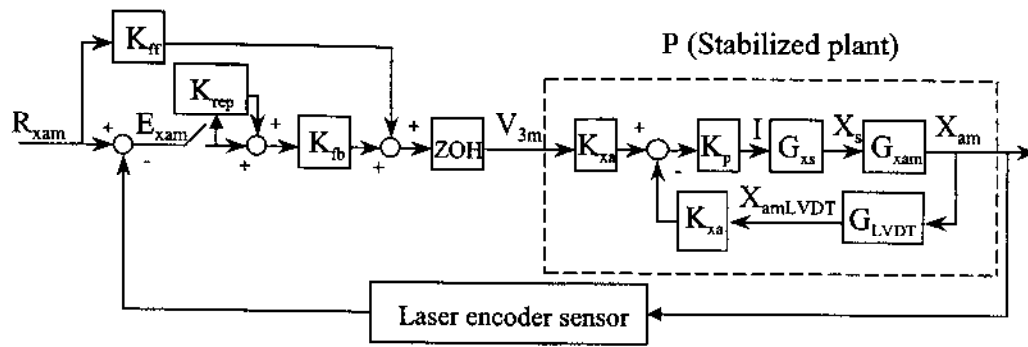 K_ff
P (Stabilized plant)
K_rep
R_xam
+
E_xam
-
+
+
K_fb
+
+
ZOH
V_3m
K_xa
+
-
K_p
I
G_xs
X_s
G_xam
X_am
K_xa
X_amLVDT
G_LVDT
Laser encoder sensor